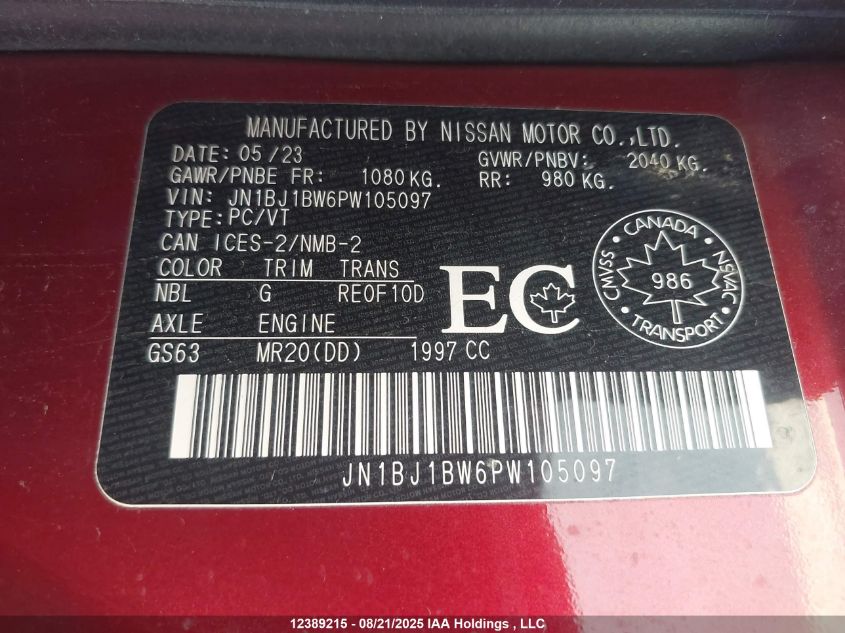 MANUFACTURED BY NISSAN MOTOR CO.,LTD.
DATE: 05 /23 GVWR/PNBV: 2040 KG.
GAWR/PNBE FR: 1080 KG. RR: 980 KG.
VIN: JN1BJ1BW6PW105097
TYPE: PC/VT
CAN ICES-2/NMB-2
COLOR TRIM TRANS
NBL G RE0F10D
AXLE ENGINE
GS63 MR20(DD) 1997 CC
EC
CANADA
CMVSS NSVAC
986
TRANSPORT
JN1BJ1BW6PW105097
12389215 - 08/21/2025 IAA Holdings , LLC